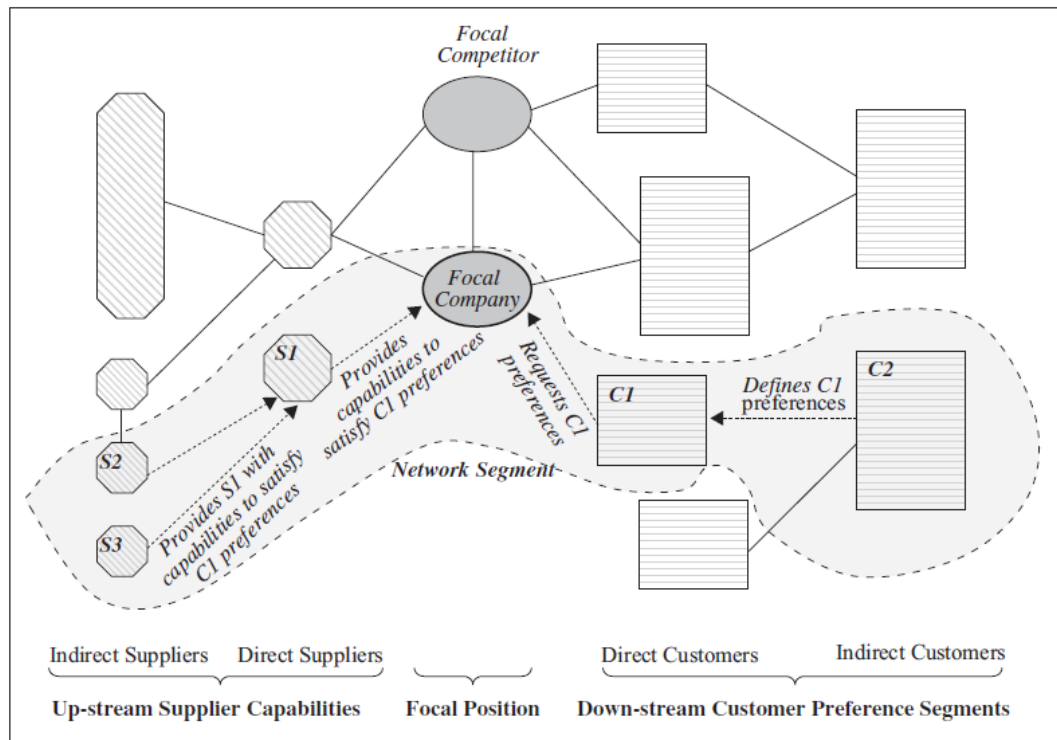 Focal
Competitor
Focal
Company
S1
Provides
capabilities to
satisfy C1 preferences
Requests C1
preferences
C1
Defines C1
preferences
C2
S2
Network Segment
S3
Provides S1 with
capabilities to satisfy
C1 preferences
Indirect Suppliers
Direct Suppliers
Direct Customers
Indirect Customers
Up-stream Supplier Capabilities
Focal Position
Down-stream Customer Preference Segments